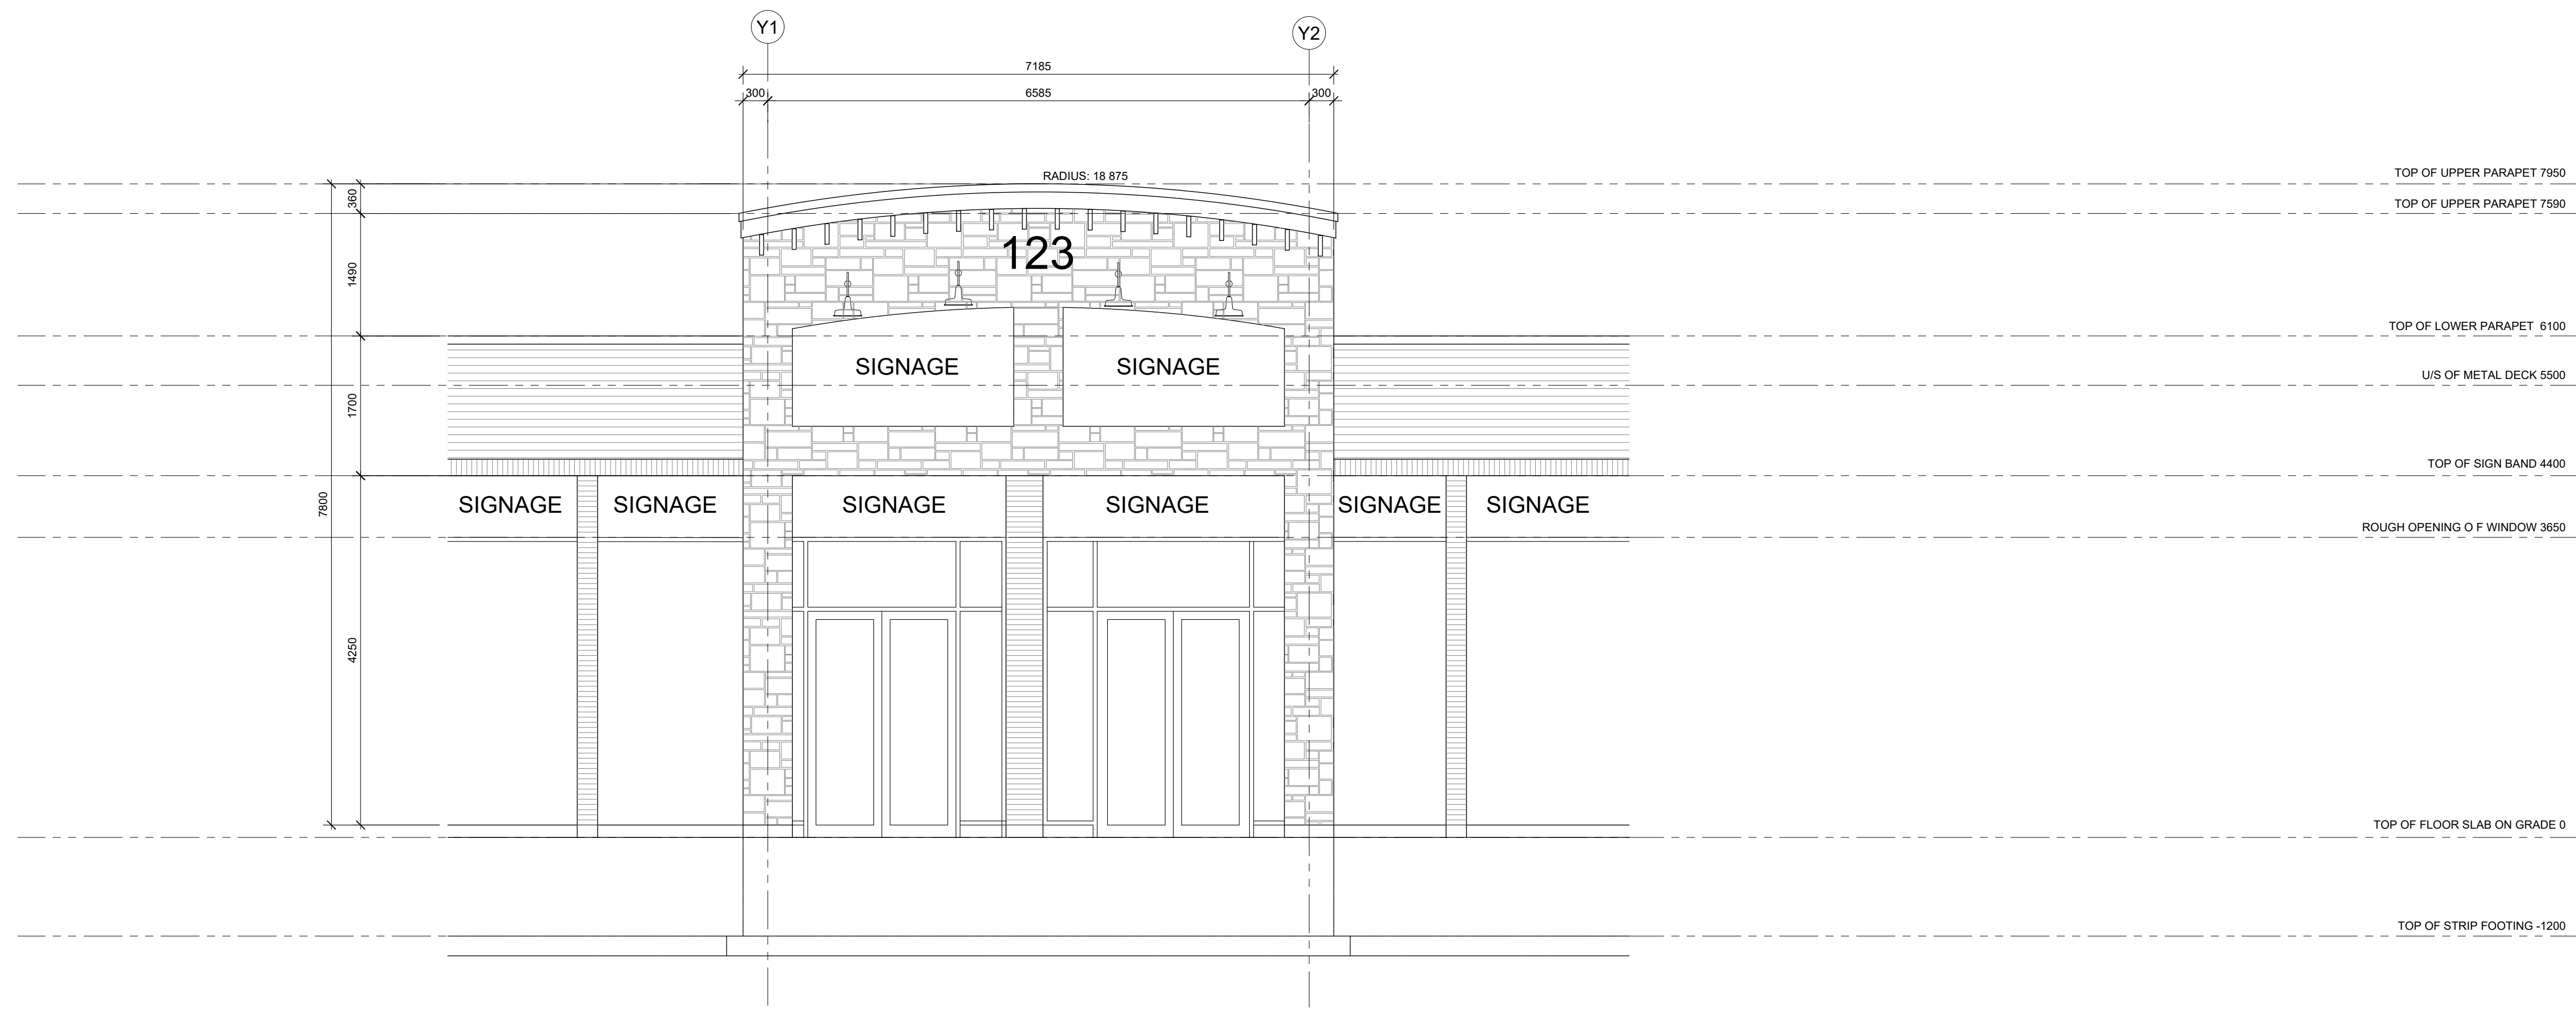 Y1
Y2
7185
300
6585
300
RADIUS: 18 875
TOP OF UPPER PARAPET 7950
360
TOP OF UPPER PARAPET 7590
123
1490
TOP OF LOWER PARAPET  6100
SIGNAGE
SIGNAGE
U/S OF METAL DECK 5500
1700
TOP OF SIGN BAND 4400
7800
SIGNAGE
SIGNAGE
SIGNAGE
SIGNAGE
SIGNAGE
SIGNAGE
ROUGH OPENING O F WINDOW 3650
4250
TOP OF FLOOR SLAB ON GRADE 0
TOP OF STRIP FOOTING -1200